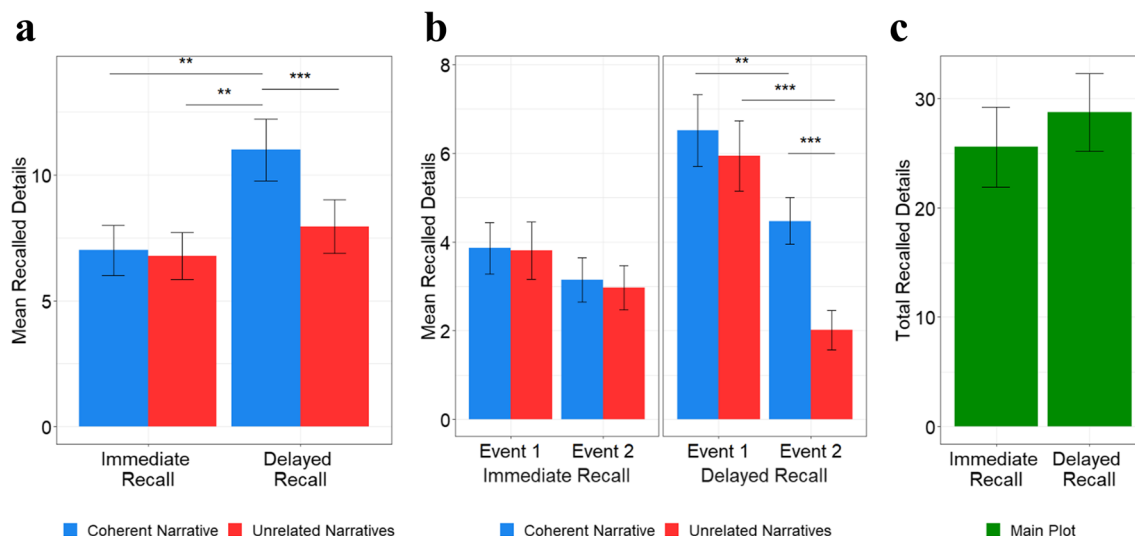 a
Mean Recalled Details
10
5
0
**
**
***
Immediate
Recall
Delayed
Recall
Coherent Narrative
Unrelated Narratives
b
Mean Recalled Details
8
6
4
2
0
**
***
***
Event 1
Event 2
Immediate Recall
Event 1
Event 2
Delayed Recall
Coherent Narrative
Unrelated Narratives
c
Total Recalled Details
30
20
10
0
Immediate
Recall
Delayed
Recall
Main Plot